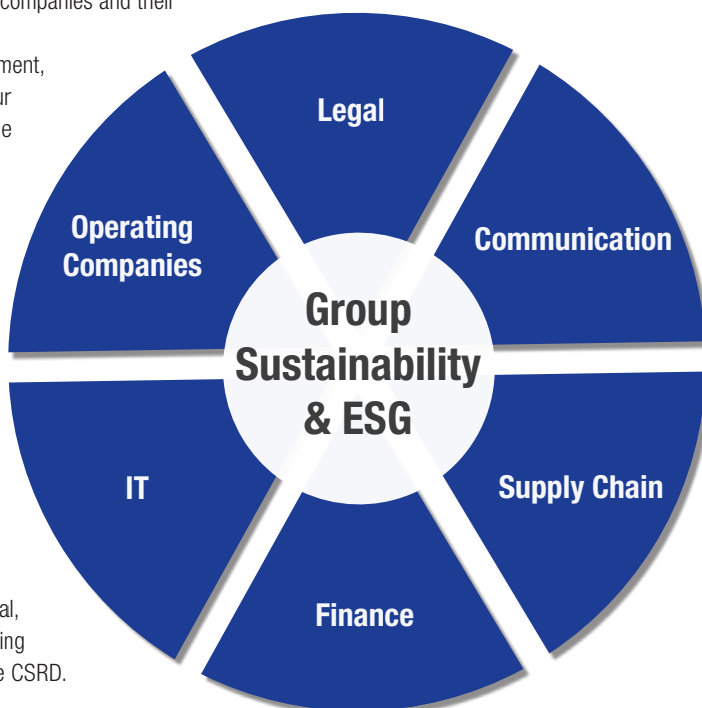 companies and their
ment,
ur
e
al,
ing
e CSRD.
Legal
Communication
Supply Chain
Finance
IT
Operating
Companies
Group
Sustainability
& ESG